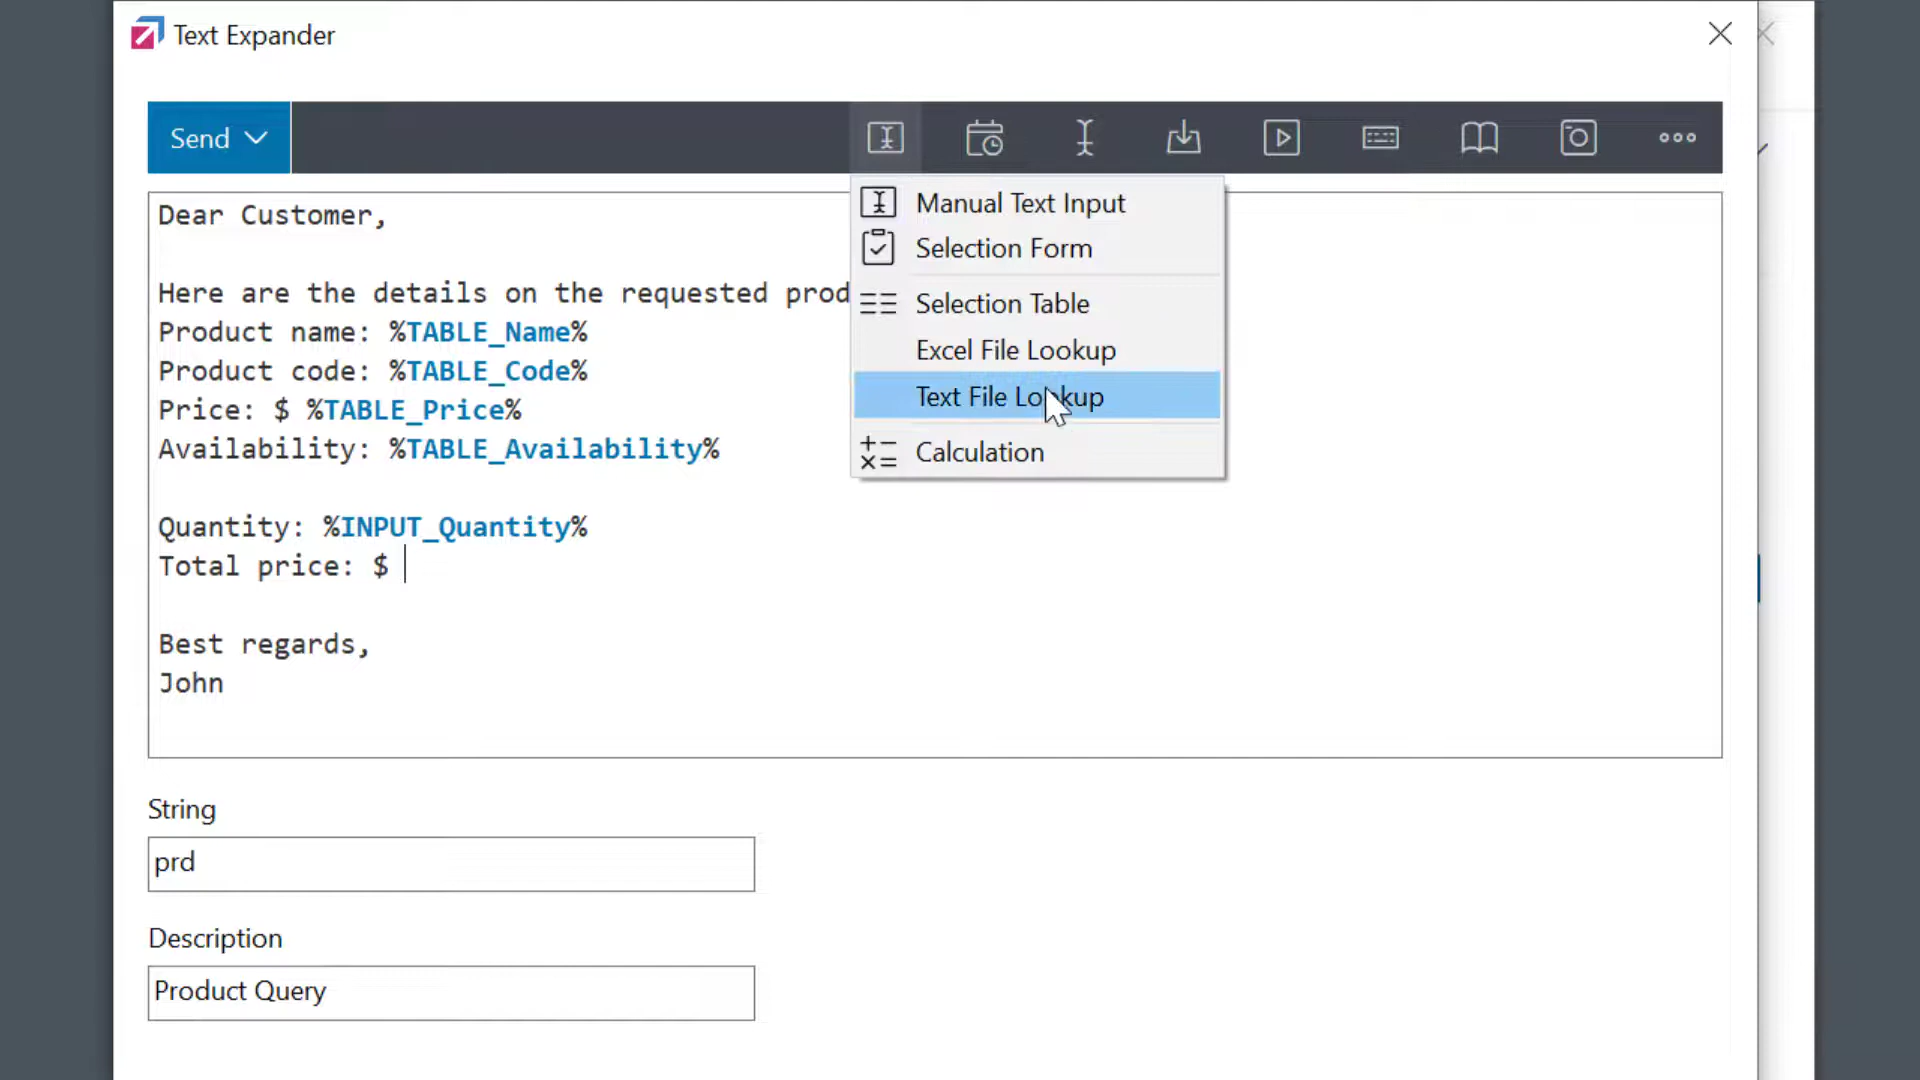 Text Expander
Send
Manual Text Input
Selection Form
Selection Table
Excel File Lookup
Text File Lookup
Calculation
Dear Customer,
Here are the details on the requested prod
Product name: %TABLE_Name%
Product code: %TABLE_Code%
Price: $ %TABLE_Price%
Availability: %TABLE_Availability%
Quantity: %INPUT_Quantity%
Total price: $
Best regards,
John
String
prd
Description
Product Query